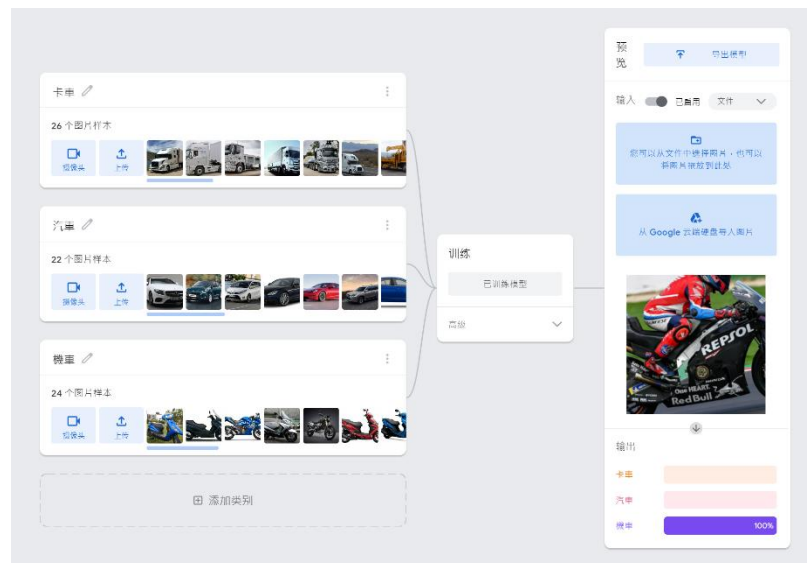 卡車
26 个图片样本
摄像头
上传
汽車
22 个图片样本
摄像头
上传
機車
24 个图片样本
摄像头
上传
添加类别
训练
已训练模型
高级
预览
导出模型
输入
已启用
文件
您可以从文件中选择照片，也可以
将照片拖放到此处
从 Google 云端硬盘导入图片
REPSOL
One HEART.
Red Bull
输出
卡車
汽車
機車
100%